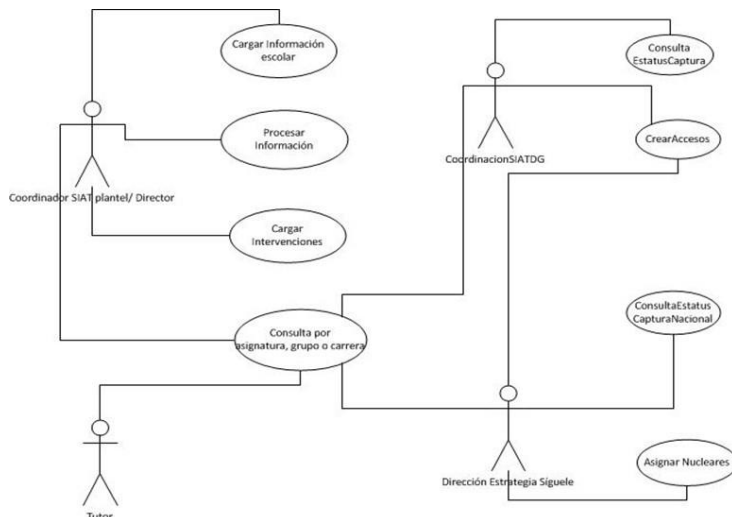 Cargar Información
escolar
Consulta
EstatusCaptura
Procesar
Información
CrearAccesos
CoordinacionSIATDG
Coordinador SIAT plantel/ Director
Cargar
Intervenciones
ConsultaEstatus
CapturaNacional
Consulta por
asignatura, grupo o carrera
Asignar Nucleares
Dirección Estrategia Síguele
Tutor